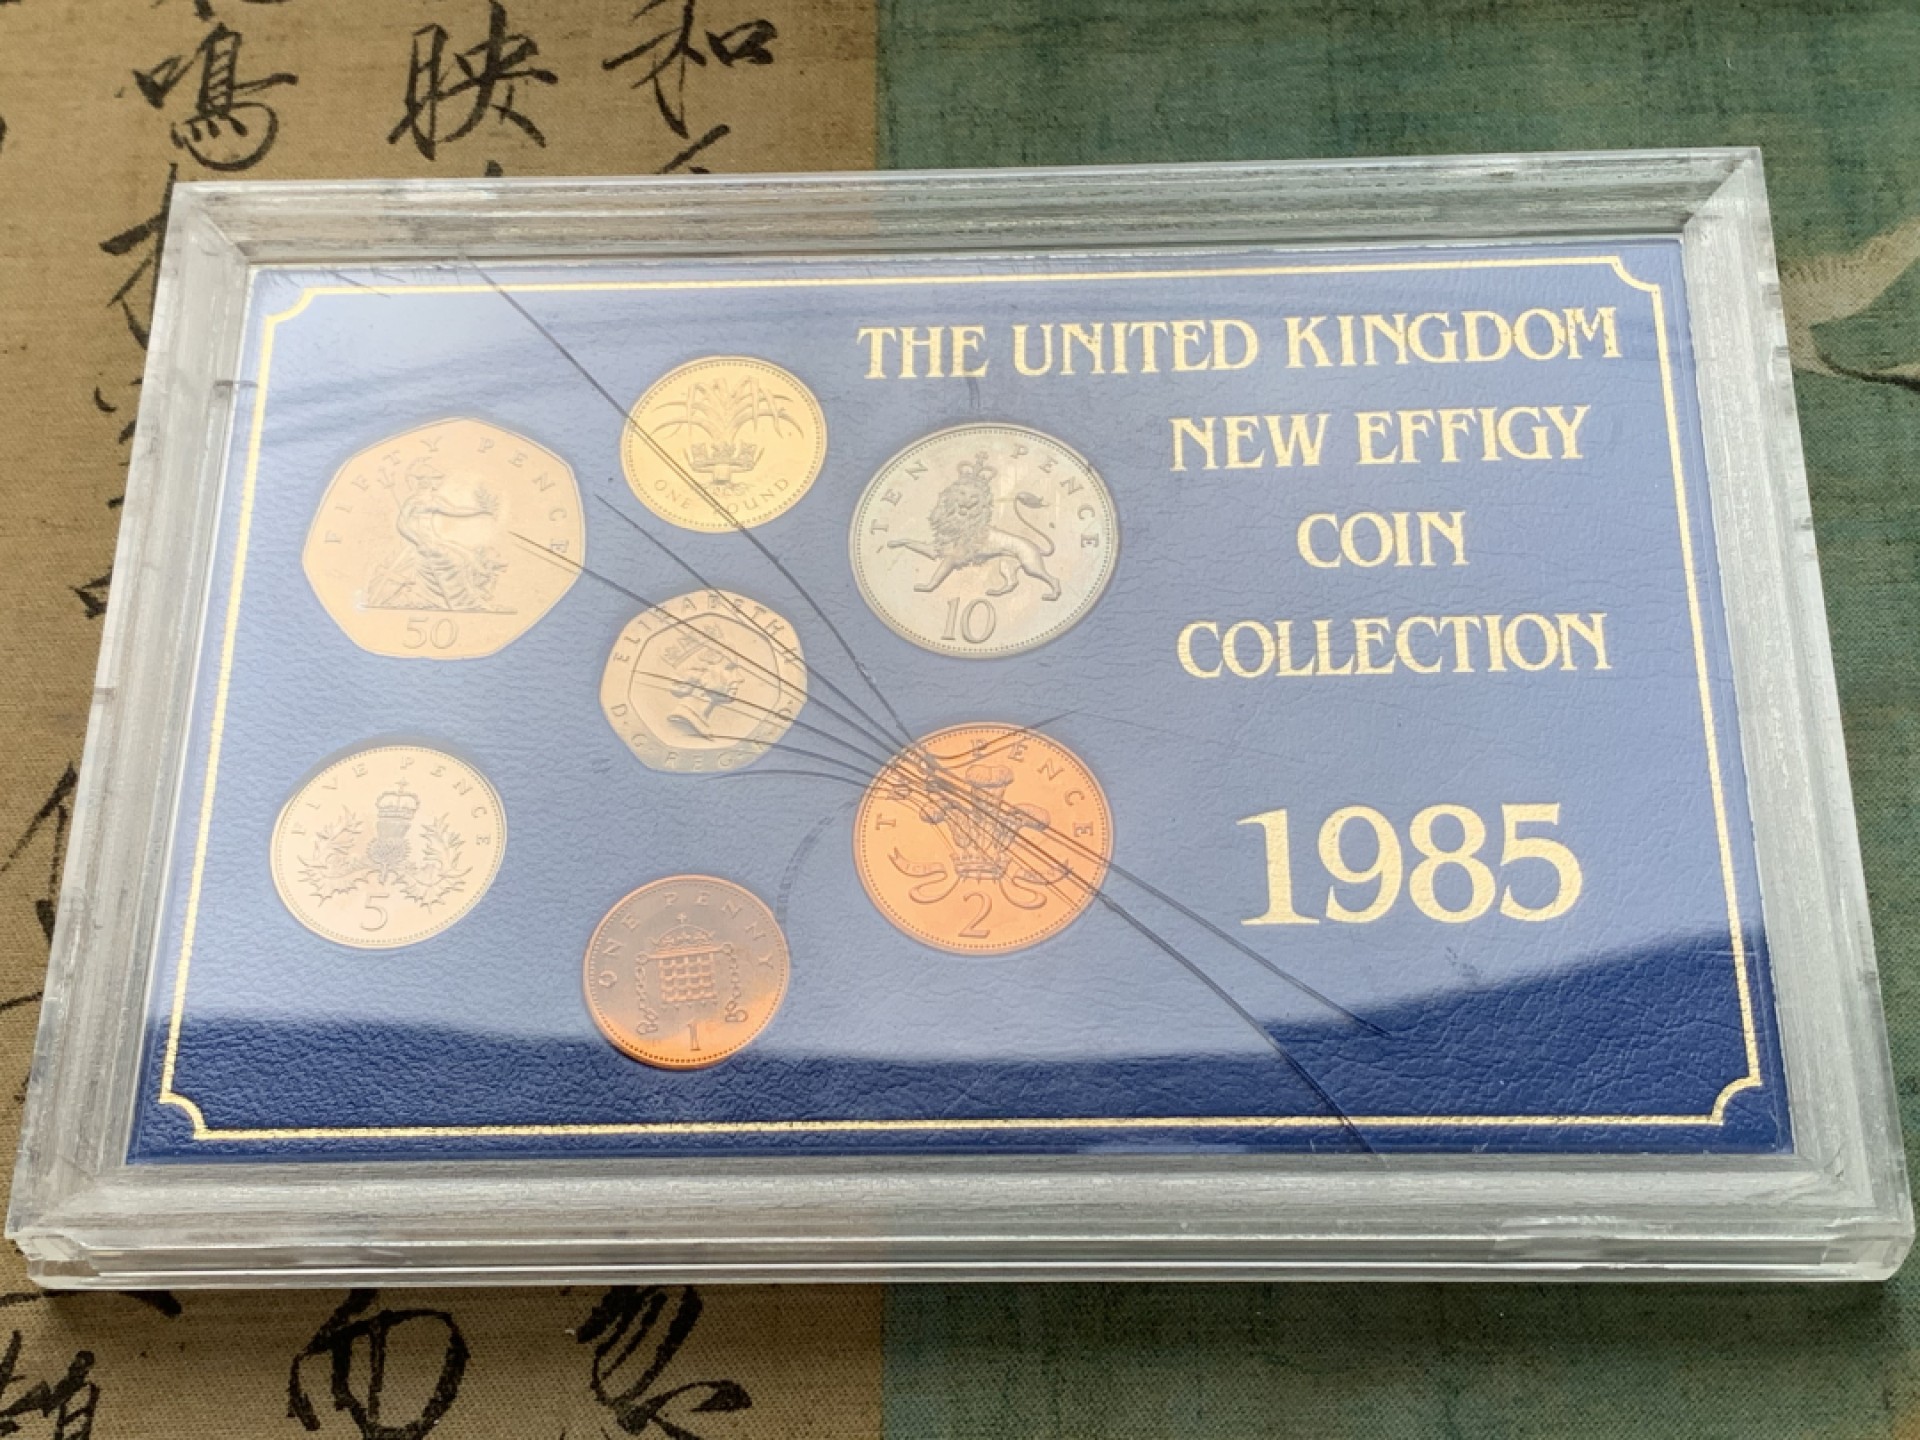 鳴 映 和
THE UNITED KINGDOM
NEW EFFIGY
COIN
COLLECTION
1985
FIFTY PENCE
50
ONE POUND
TEN PENCE
10
ELIZABETH II
D·G·REG·
FIVE PENCE
5
TWO PENCE
2
ONE PENNY
1